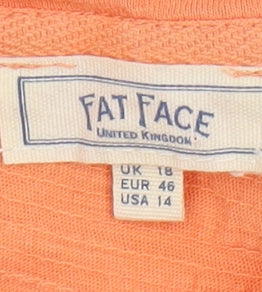 FAT FACE
UNITED KINGDOM
UK 18
EUR 46
USA 14